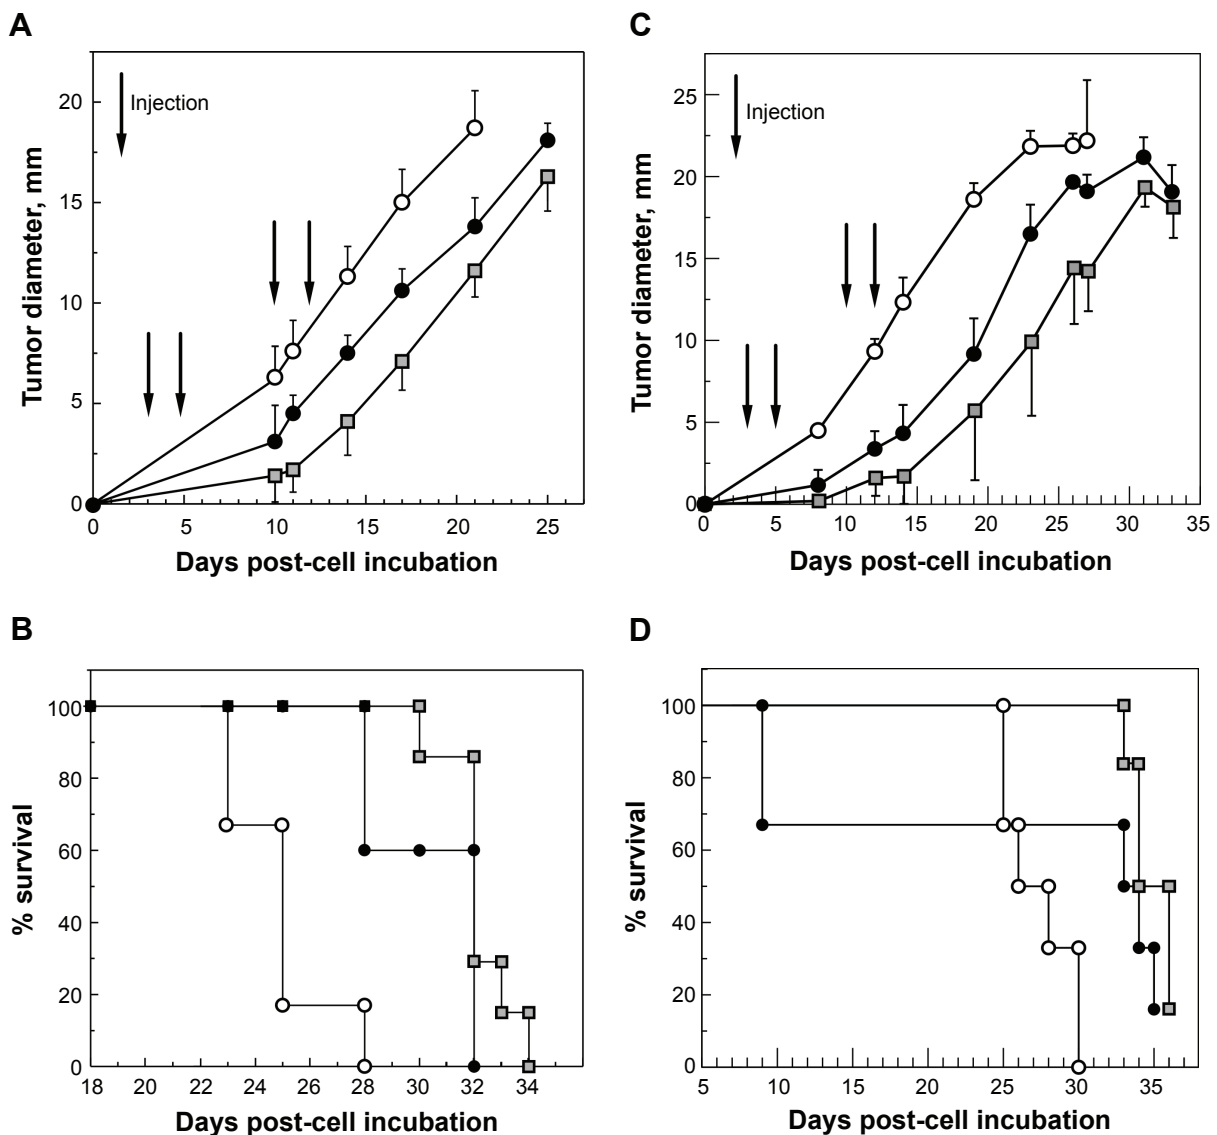 A
Injection
Tumor diameter, mm
20
15
10
5
0
0 5 10 15 20 25
Days post-cell incubation
C
Injection
Tumor diameter, mm
25
20
15
10
5
0
0 5 10 15 20 25 30 35
Days post-cell incubation
B
% survival
100
80
60
40
20
0
18 20 22 24 26 28 30 32 34
Days post-cell incubation
D
% survival
100
80
60
40
20
0
5 10 15 20 25 30 35
Days post-cell incubation